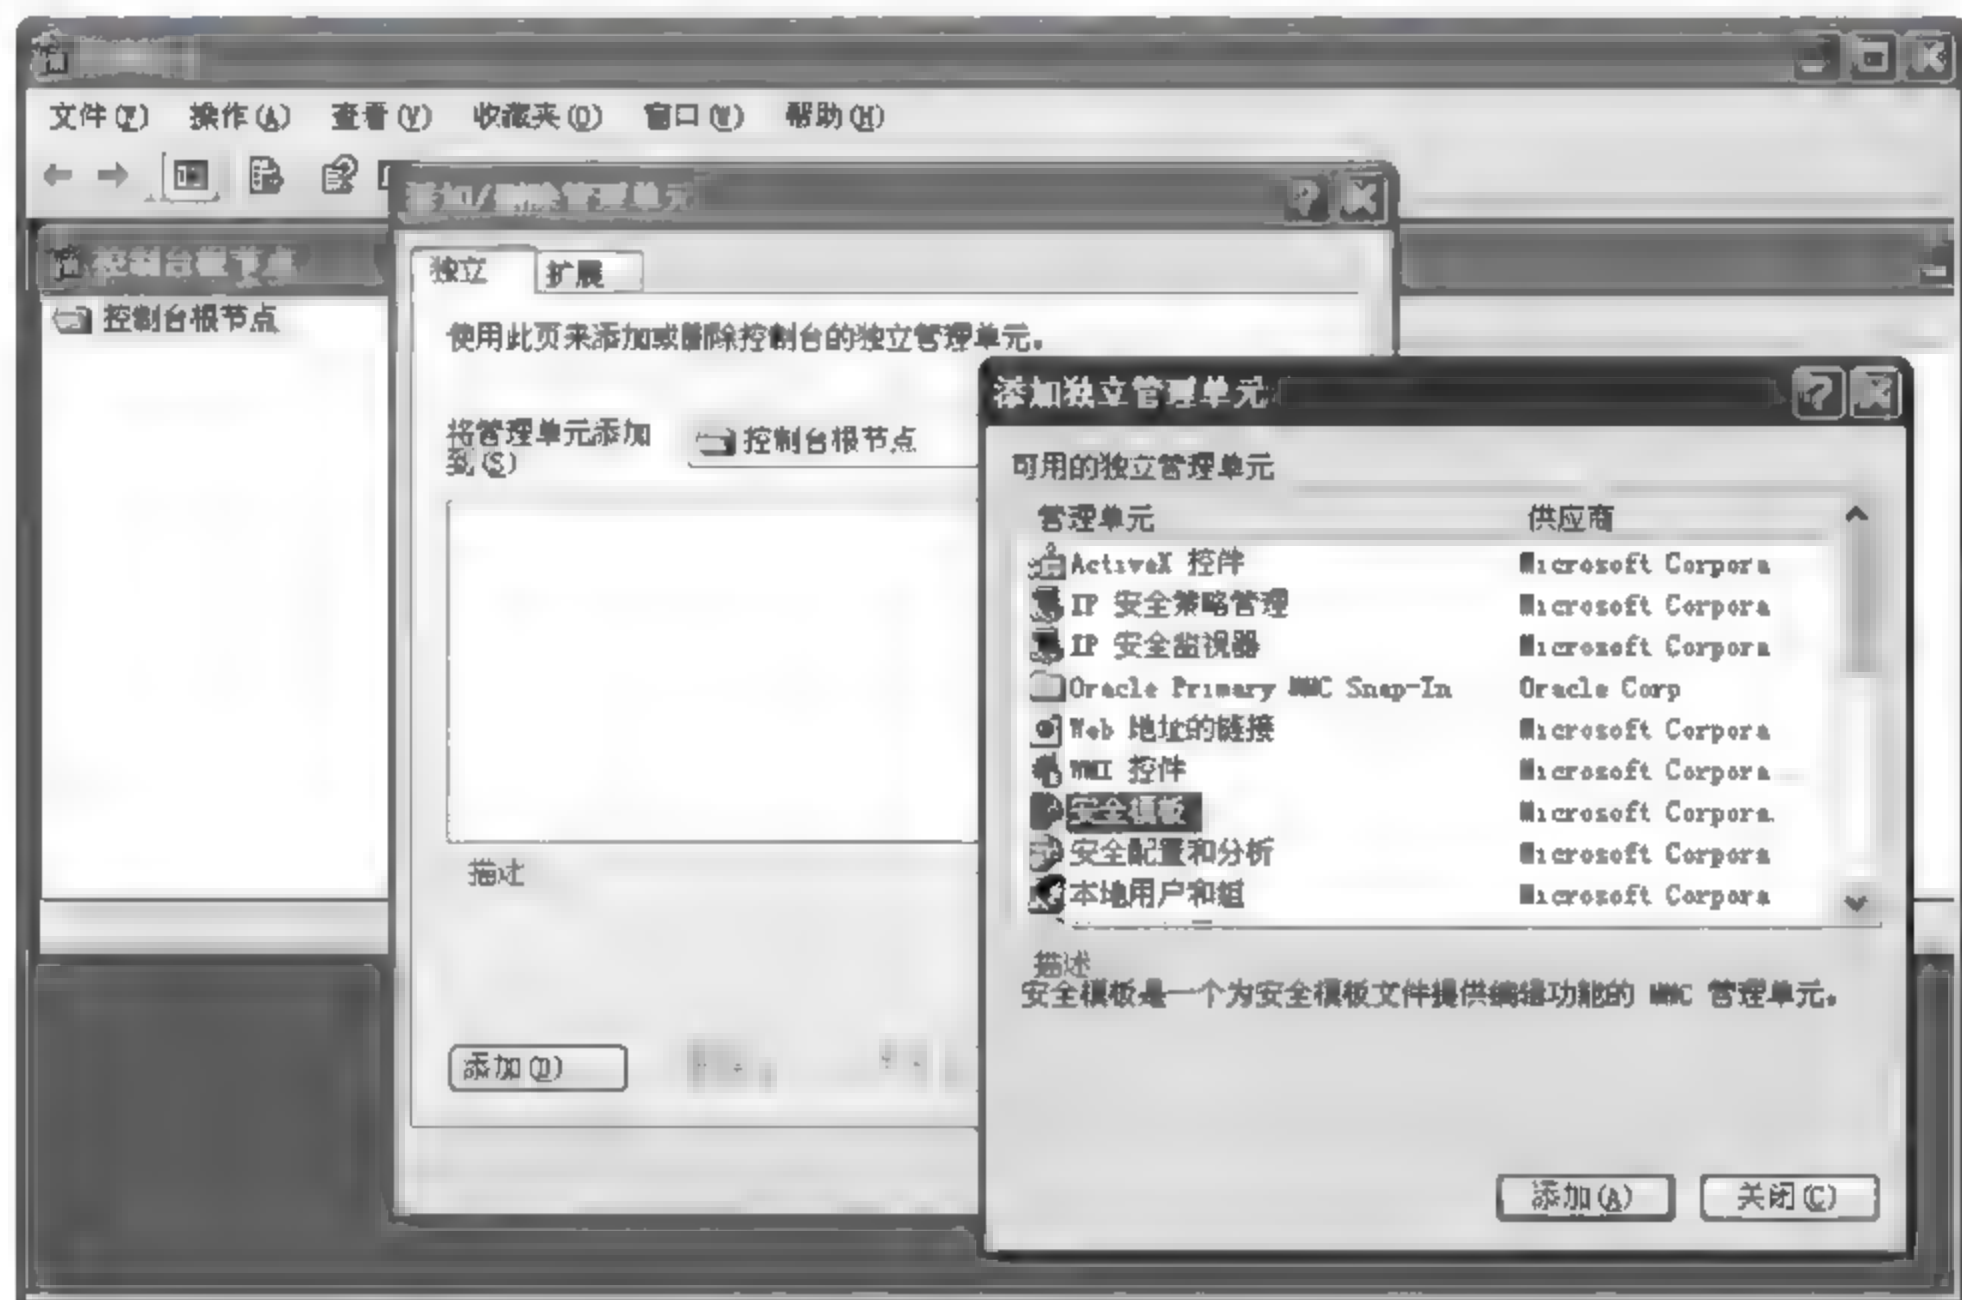 文件(F) 操作(A) 查看(V) 收藏夹(O) 窗口(W) 帮助(H)
添加/删除管理单元
控制台根节点
控制台根节点
独立 扩展
使用此页来添加或删除控制台的独立管理单元。
将管理单元添加
到(S)
控制台根节点
描述
添加(D)
添加独立管理单元
可用的独立管理单元
管理单元 供应商
ActiveX 控件 Microsoft Corpora
IP 安全策略管理 Microsoft Corpora
IP 安全监视器 Microsoft Corpora
Oracle Primary MMC Snap-In Oracle Corp
Web 地址的链接 Microsoft Corpora
WMI 控件 Microsoft Corpora
安全模板 Microsoft Corpora
安全配置和分析 Microsoft Corpora
本地用户和组 Microsoft Corpora
描述
安全模板是一个为安全模板文件提供编辑功能的 MMC 管理单元。
添加(A) 关闭(C)